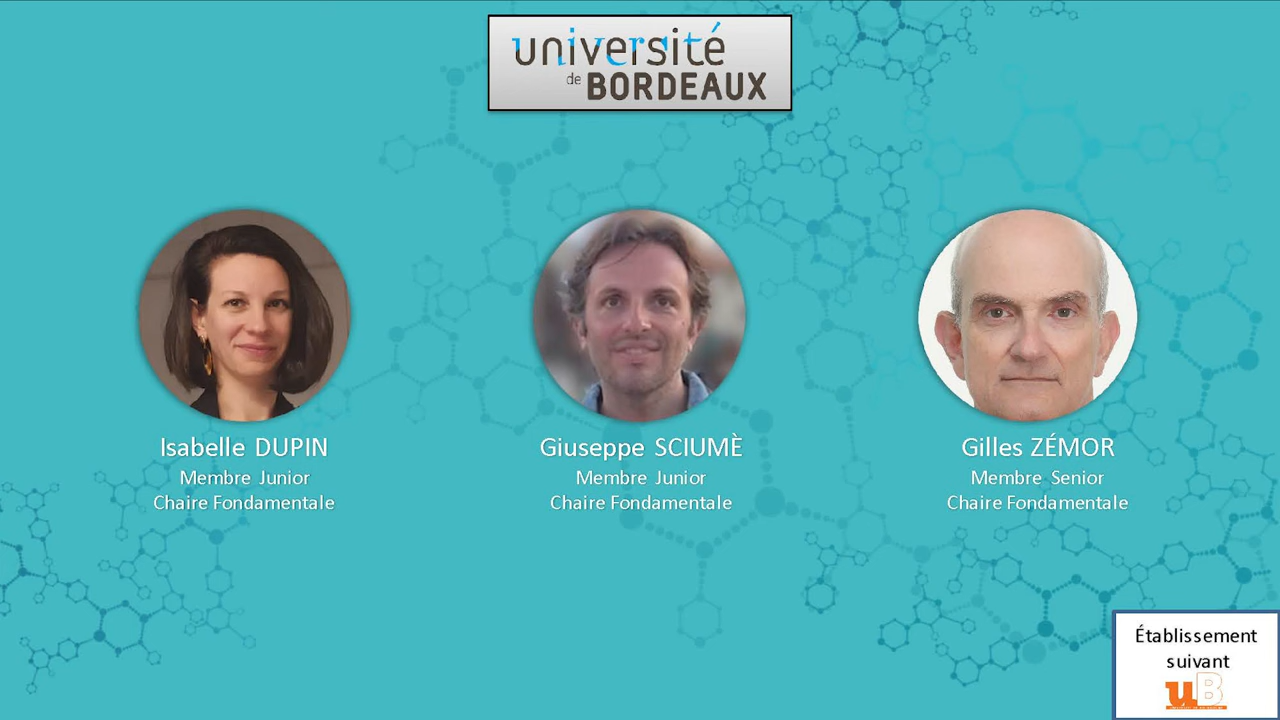 université
de BORDEAUX
Isabelle DUPIN
Membre Junior
Chaire Fondamentale
Giuseppe SCIUMÈ
Membre Junior
Chaire Fondamentale
Gilles ZÉMOR
Membre Senior
Chaire Fondamentale
Établissement
suivant
uB